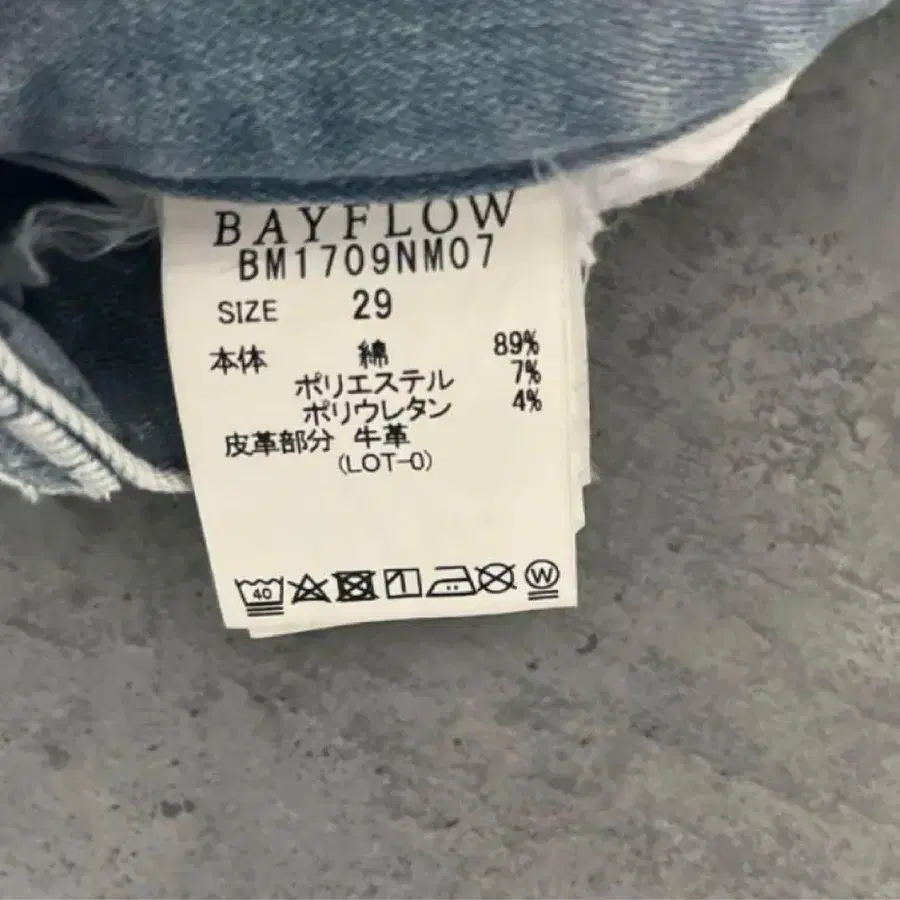 BAYFLOW
BM1709NM07
SIZE 29
本体 綿 89%
ポリエステル 7%
ポリウレタン 4%
皮革部分 牛革
(LOT-0)
40 W